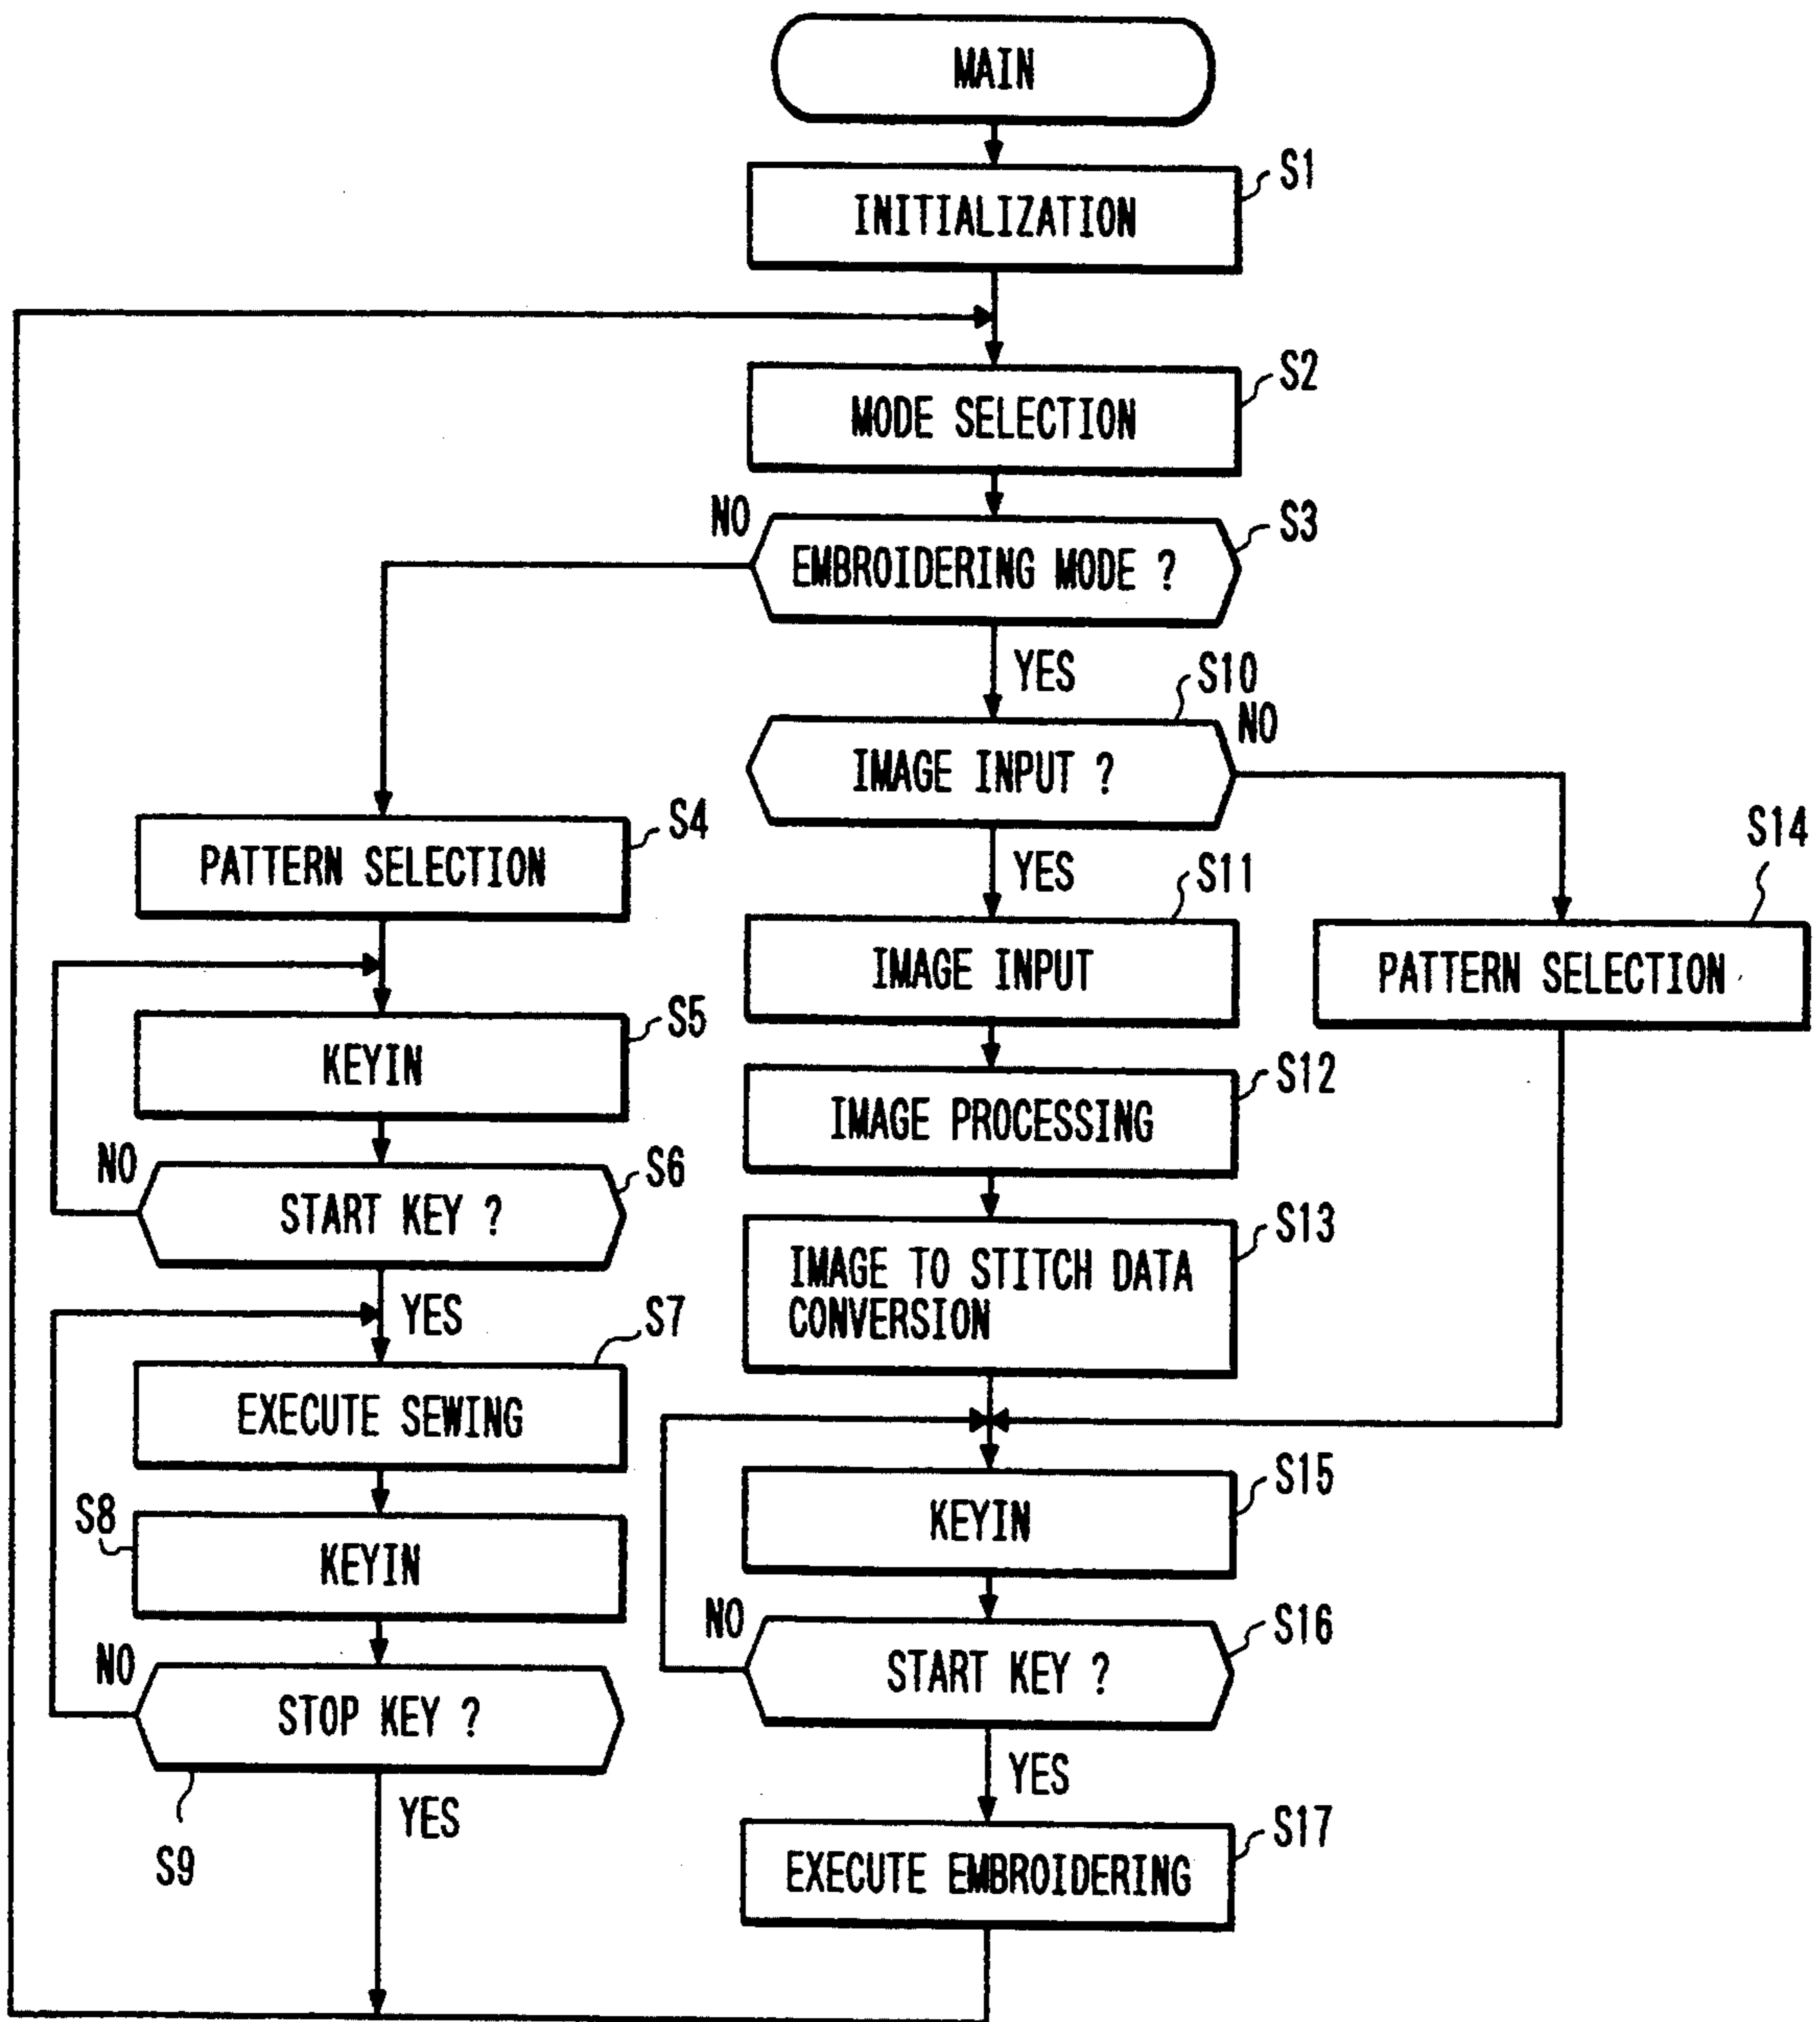 MAIN
S1
INITIALIZATION
S2
MODE SELECTION
NO
S3
EMBROIDERING MODE ?
YES
S10
NO
IMAGE INPUT ?
S4
PATTERN SELECTION
YES
S11
IMAGE INPUT
S14
PATTERN SELECTION
S5
KEYIN
S12
IMAGE PROCESSING
NO
S6
START KEY ?
S13
IMAGE TO STITCH DATA
CONVERSION
YES
S7
EXECUTE SEWING
S15
KEYIN
S8
KEYIN
NO
S16
START KEY ?
NO
STOP KEY ?
S9
YES
YES
S17
EXECUTE EMBROIDERING